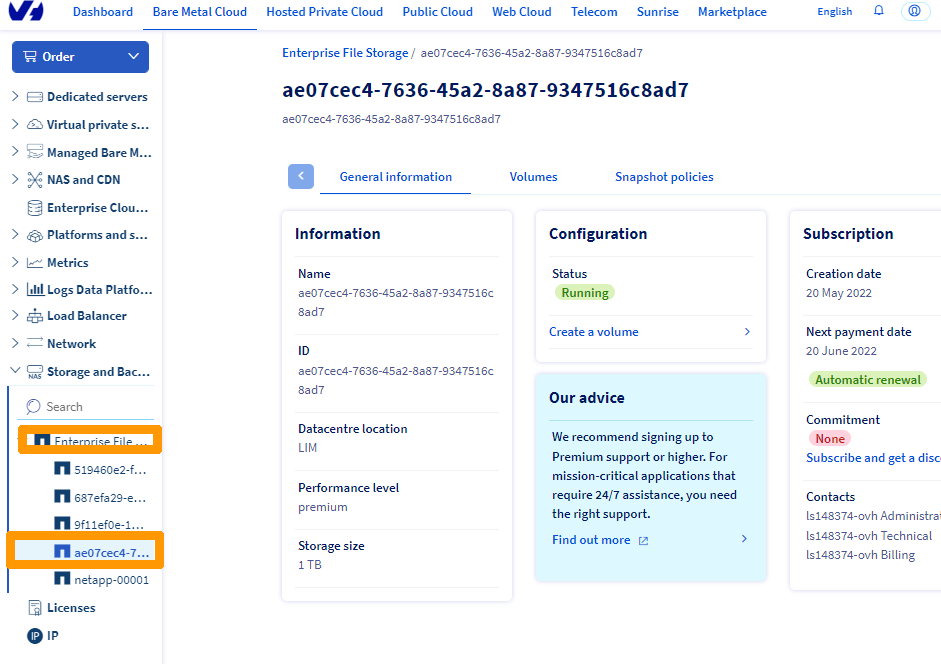 Dashboard
Bare Metal Cloud
Hosted Private Cloud
Public Cloud
Web Cloud
Telecom
Sunrise
Marketplace
English
Order
Dedicated servers
Virtual private s...
Managed Bare M...
NAS and CDN
Enterprise Clou...
Platforms and s...
Metrics
Logs Data Platfo...
Load Balancer
Network
NAS
Storage and Bac...
Search
Enterprise File ...
519460e2-f...
687efa29-e...
9f11ef0e-1...
ae07cec4-7...
netapp-00001
Licenses
IP
IP
Enterprise File Storage / ae07cec4-7636-45a2-8a87-9347516c8ad7
ae07cec4-7636-45a2-8a87-9347516c8ad7
ae07cec4-7636-45a2-8a87-9347516c8ad7
General information
Volumes
Snapshot policies
Information
Name
ae07cec4-7636-45a2-8a87-9347516c
8ad7
ID
ae07cec4-7636-45a2-8a87-9347516c
8ad7
Datacentre location
LIM
Performance level
premium
Storage size
1 TB
Configuration
Status
Running
Create a volume
Our advice
We recommend signing up to
Premium support or higher. For
mission-critical applications that
require 24/7 assistance, you need
the right support.
Find out more
Subscription
Creation date
20 May 2022
Next payment date
20 June 2022
Automatic renewal
Commitment
None
Subscribe and get a disc
Contacts
ls148374-ovh Administrat
ls148374-ovh Technical
ls148374-ovh Billing